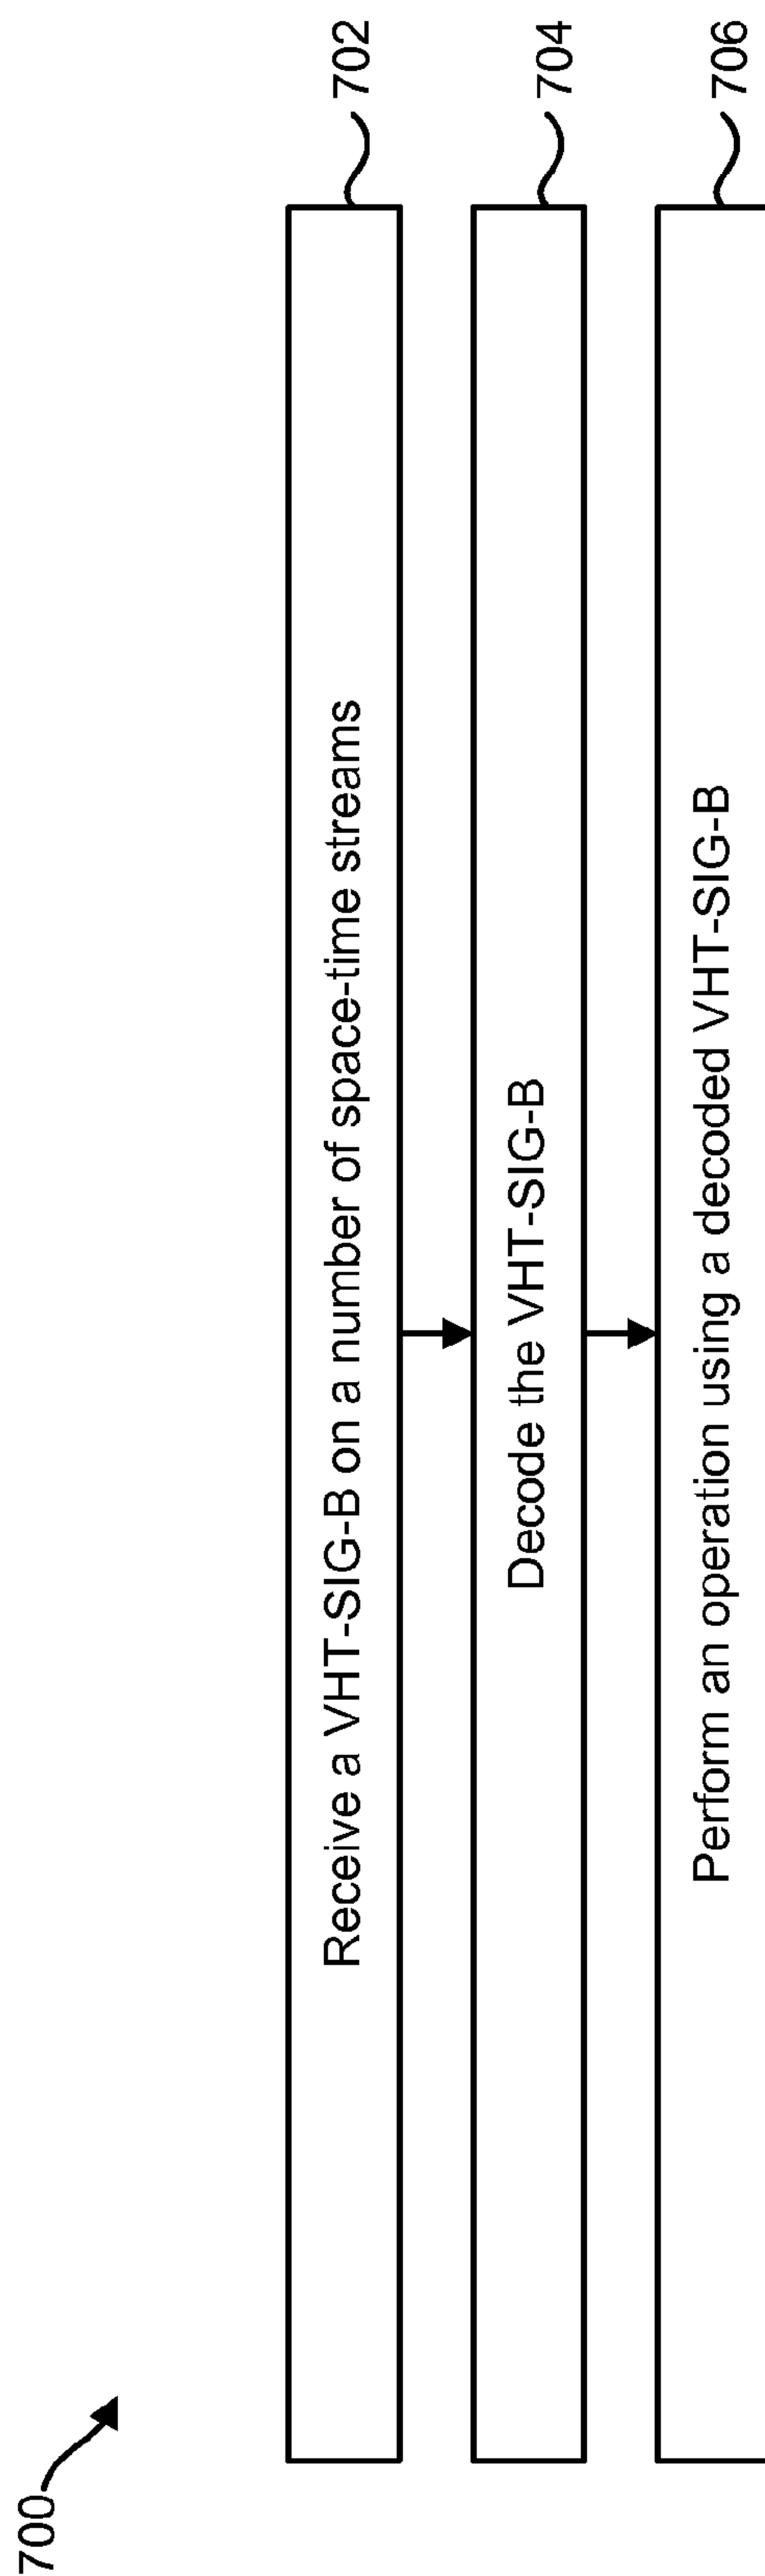 700
Receive a VHT-SIG-B on a number of space-time streams
702
Decode the VHT-SIG-B
704
Perform an operation using a decoded VHT-SIG-B
706